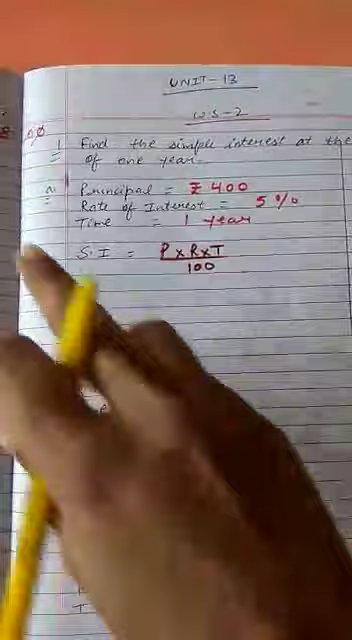 UNIT-13
W.S-2
1 Find the simple interest at the
of one year.
a Principal = ₹ 400
Rate of Interest = 5%
Time = 1 year
S.I = P×R×T
100